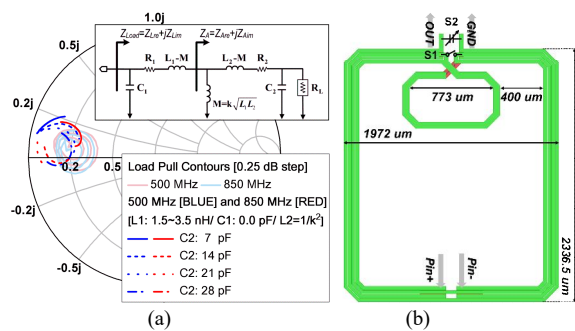 1.0j
0.5j
0.2j
0.2
0.5
-0.2j
-0.5j
Z_Load=Z_Lre+jZ_Lim
Z_A=Z_Are+jZ_Aim
R₁ L₁-M L₂-M R₂
C₁ M=k√L₁L₂ C₂ R_L
Load Pull Contours [0.25 dB step]
500 MHz 850 MHz
500 MHz [BLUE] and 850 MHz [RED]
[L1: 1.5~3.5 nH/ C1: 0.0 pF/ L2=1/k²]
C2: 7 pF
C2: 14 pF
C2: 21 pF
C2: 28 pF
(a)
OUT
GND
S2
S1
773 um
400 um
1972 um
2336.5 um
Pin+
Pin-
(b)